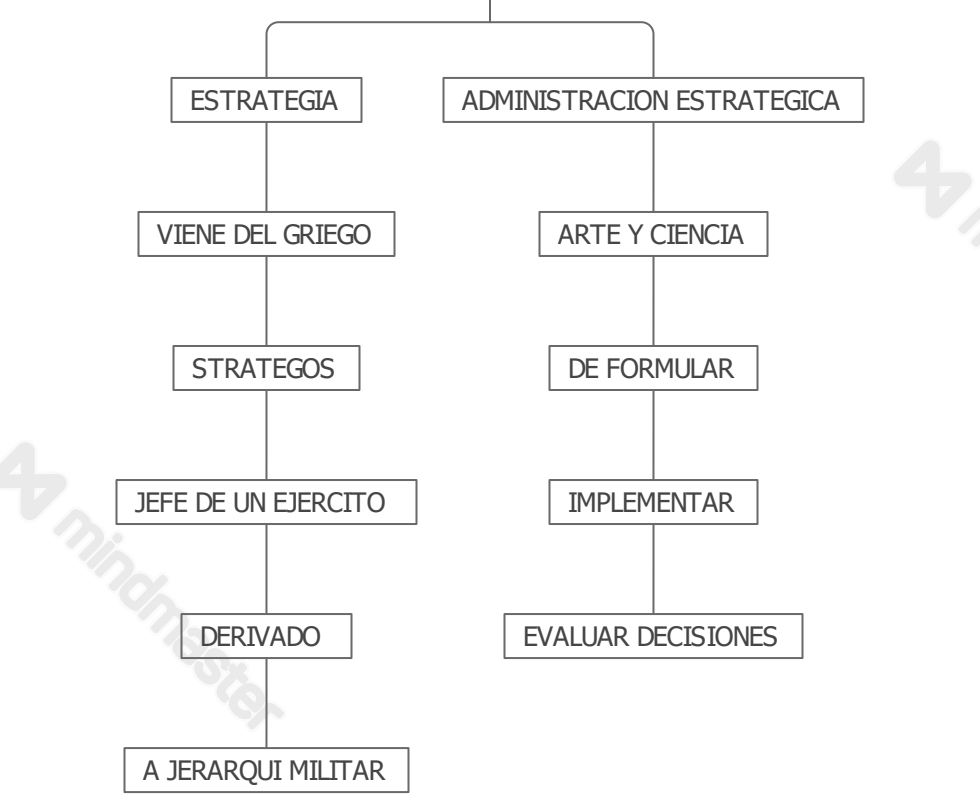 ESTRATEGIA
VIENE DEL GRIEGO
STRATEGOS
JEFE DE UN EJERCITO
DERIVADO
A JERARQUI MILITAR
ADMINISTRACION ESTRATEGICA
ARTE Y CIENCIA
DE FORMULAR
IMPLEMENTAR
EVALUAR DECISIONES
mindmaster